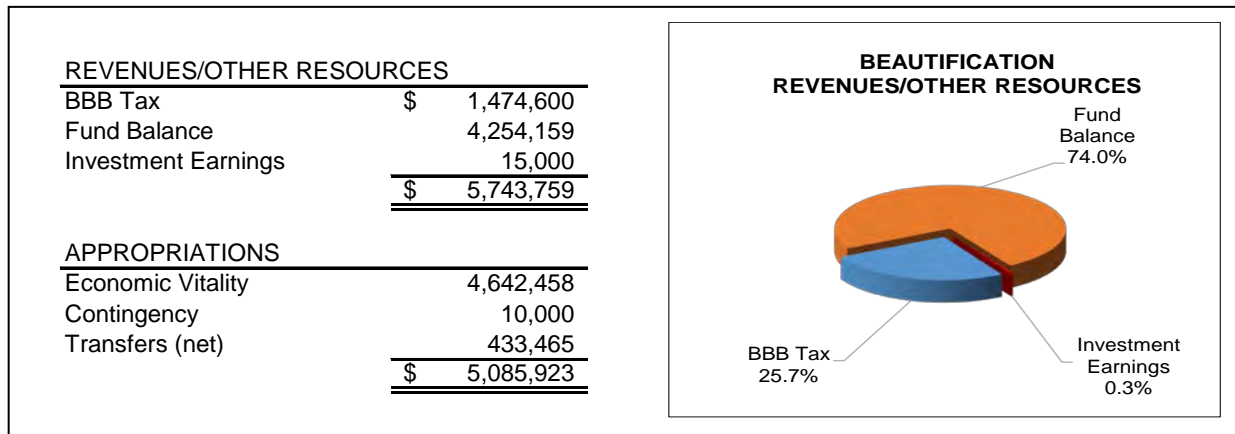 REVENUES/OTHER RESOURCES
BBB Tax $ 1,474,600
Fund Balance 4,254,159
Investment Earnings 15,000
$ 5,743,759
APPROPRIATIONS
Economic Vitality 4,642,458
Contingency 10,000
Transfers (net) 433,465
$ 5,085,923
BEAUTIFICATION
REVENUES/OTHER RESOURCES
Fund
Balance
74.0%
BBB Tax
25.7%
Investment
Earnings
0.3%